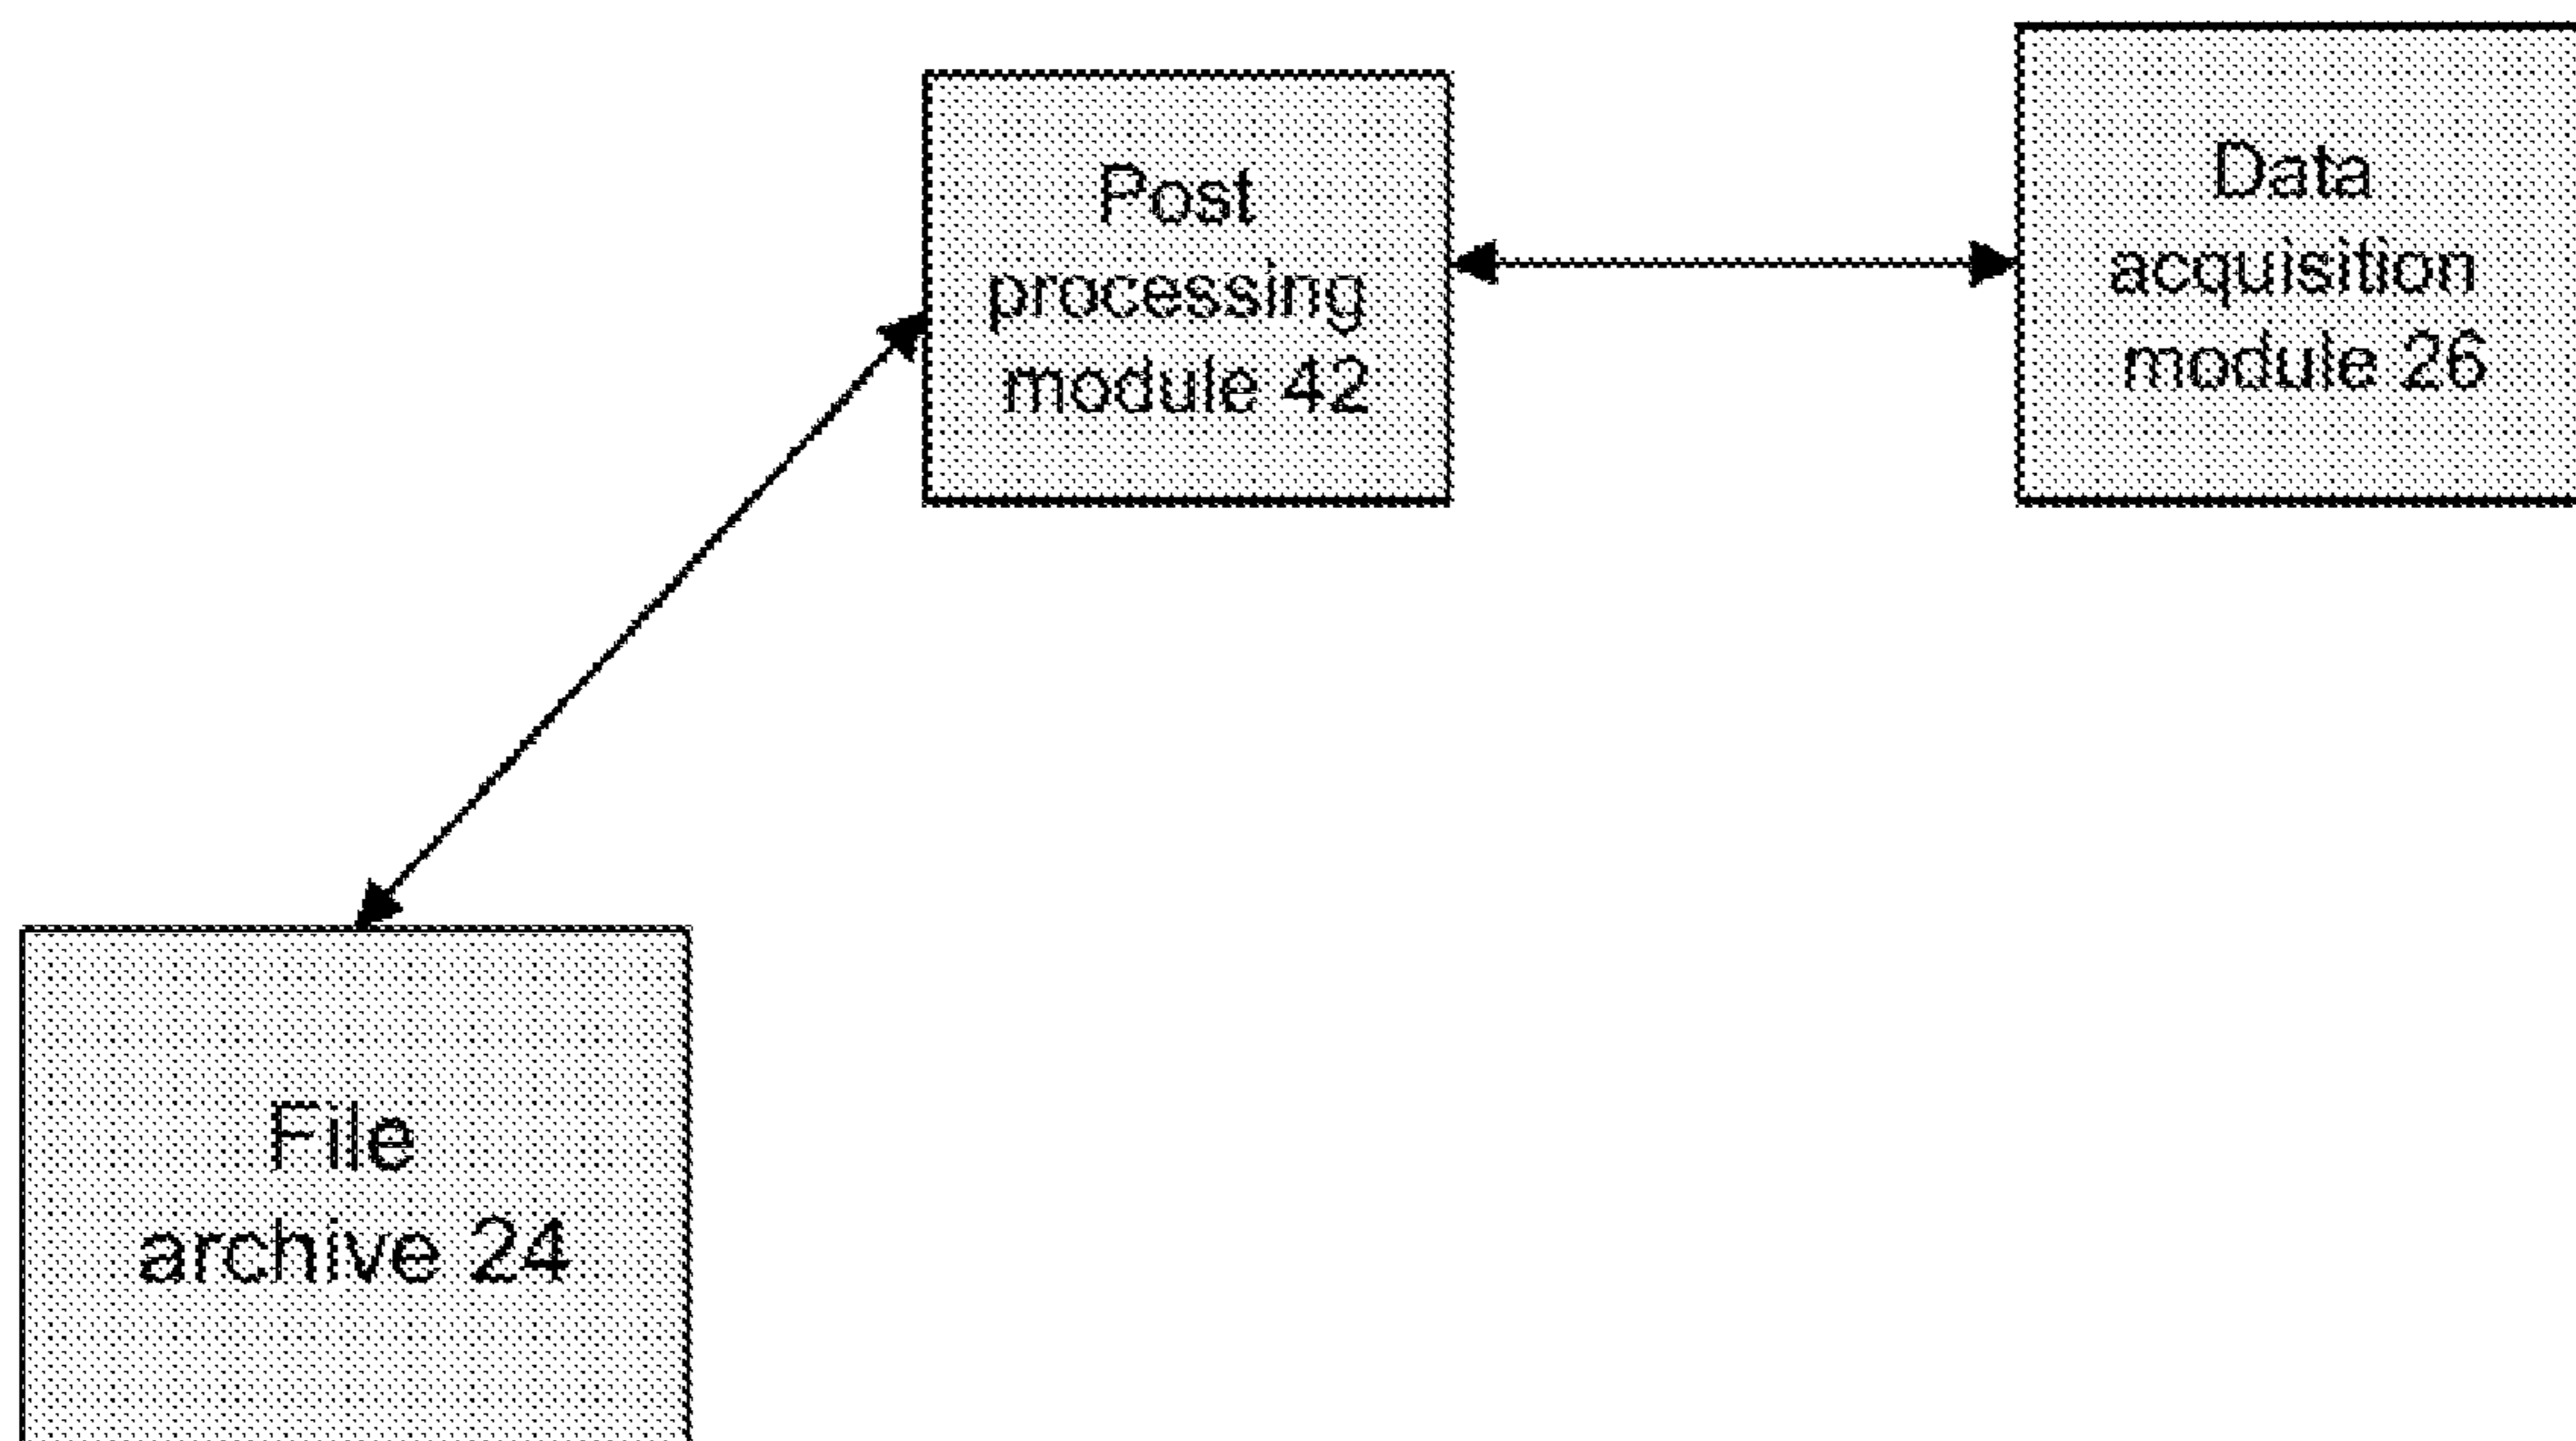 Post
processing
module 42
Data
acquisition
module 26
File
archive 24